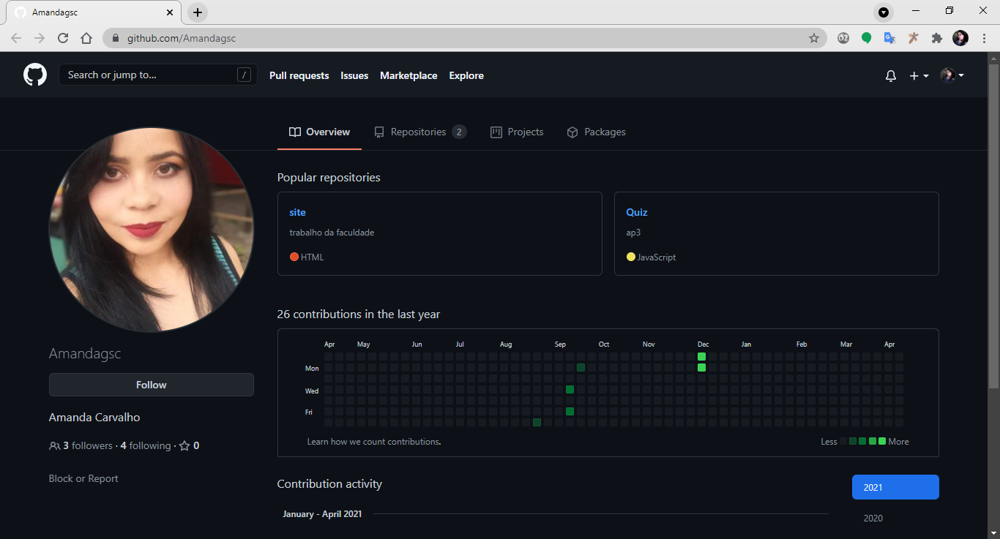 Amandagsc
github.com/Amandagsc
Search or jump to... /
Pull requests Issues Marketplace Explore
Overview Repositories 2 Projects Packages
Popular repositories
site
trabalho da faculdade
HTML
Quiz
ap3
JavaScript
26 contributions in the last year
Apr May Jun Jul Aug Sep Oct Nov Dec Jan Feb Mar Apr
Mon
Wed
Fri
Learn how we count contributions.
Less More
Amandagsc
Follow
Amanda Carvalho
3 followers · 4 following · 0
Block or Report
Contribution activity
January - April 2021
2021
2020